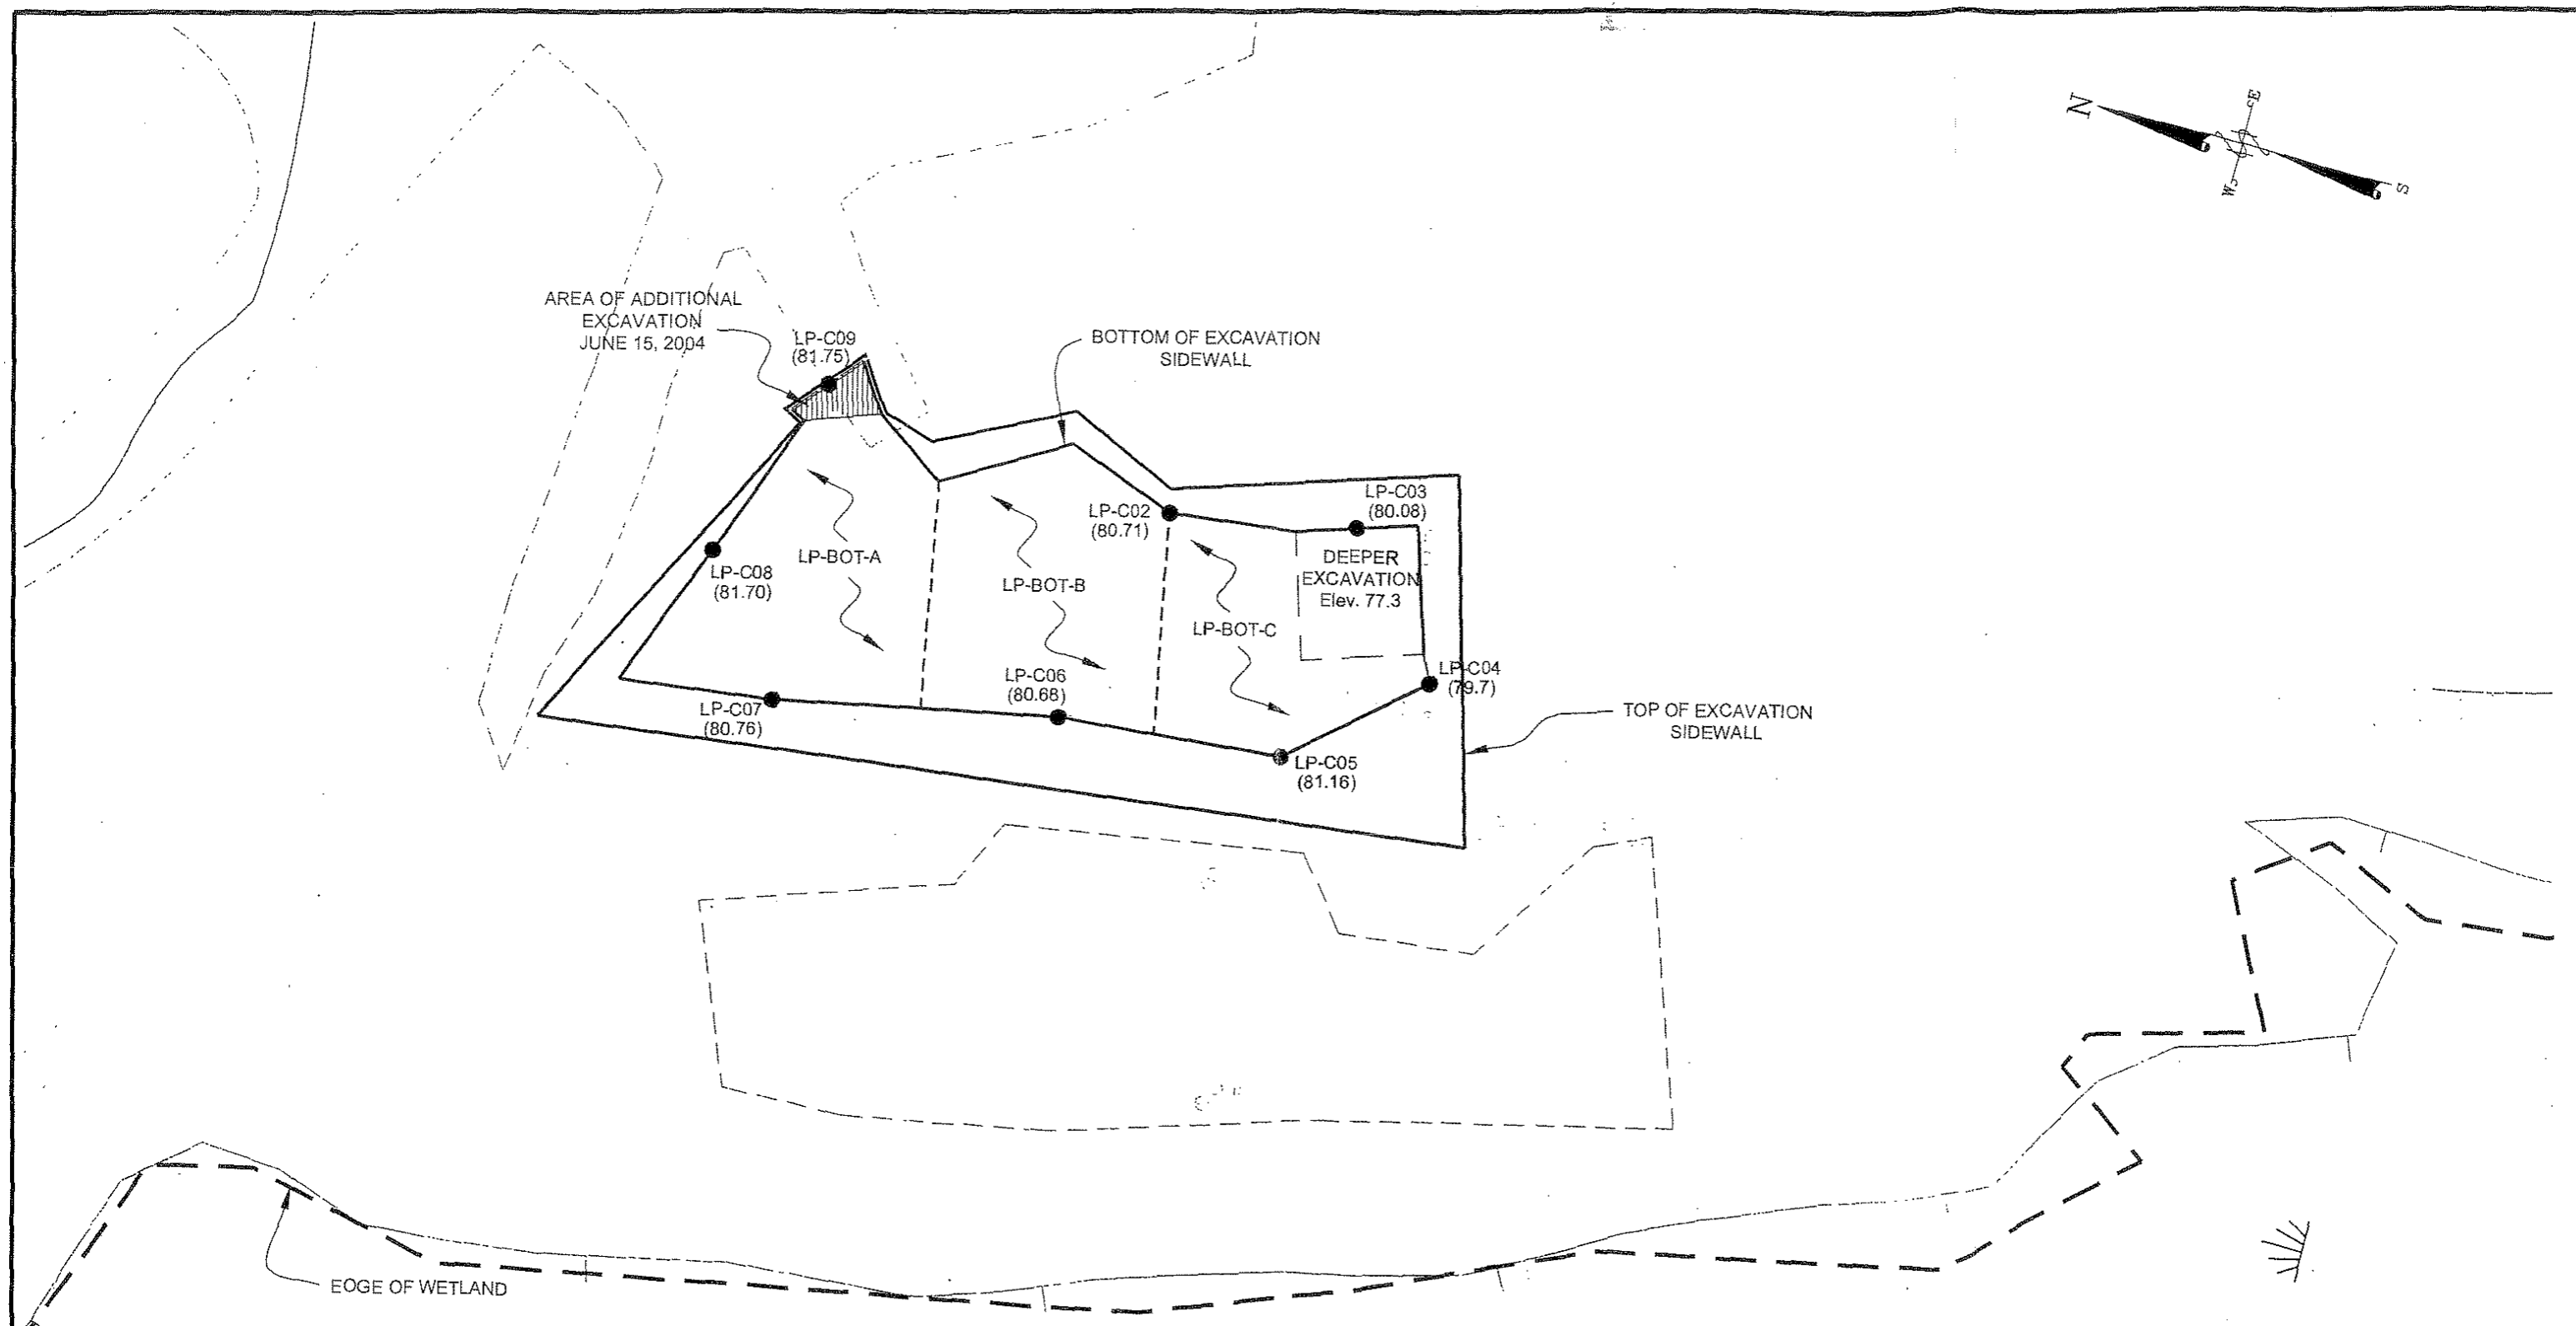 N
E
W
S
AREA OF ADDITIONAL
EXCAVATION
JUNE 15, 2004
LP-C09
(81.75)
BOTTOM OF EXCAVATION
SIDEWALL
LP-C03
(80.08)
LP-C02
(80.71)
DEEPER
EXCAVATION
Elev. 77.3
LP-BOT-A
LP-BOT-B
LP-BOT-C
LP-C08
(81.70)
LP-C06
(80.68)
LP-C04
(79.7)
LP-C07
(80.76)
LP-C05
(81.16)
TOP OF EXCAVATION
SIDEWALL
EOGE OF WETLAND